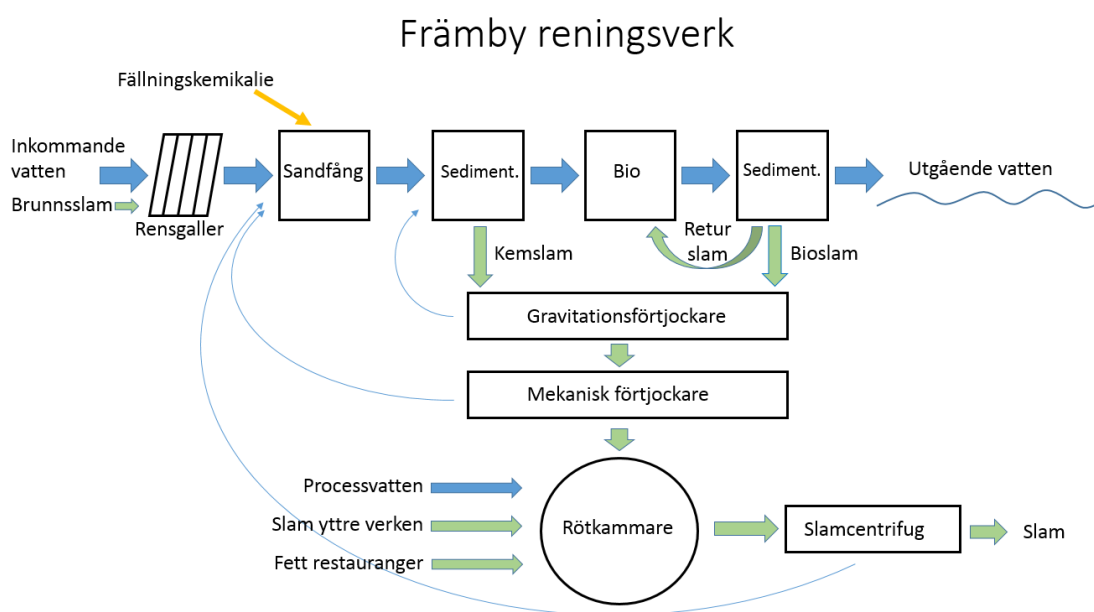 Främby reningsverk
Fällningskemikalie
Inkommande
vatten
Brunnsslam
Rensgaller
Sandfång
Sediment.
Bio
Sediment.
Utgående vatten
Kemslam
Retur
slam
Bioslam
Gravitationsförtjockare
Mekanisk förtjockare
Processvatten
Slam yttre verken
Fett restauranger
Rötkammare
Slamcentrifug
Slam